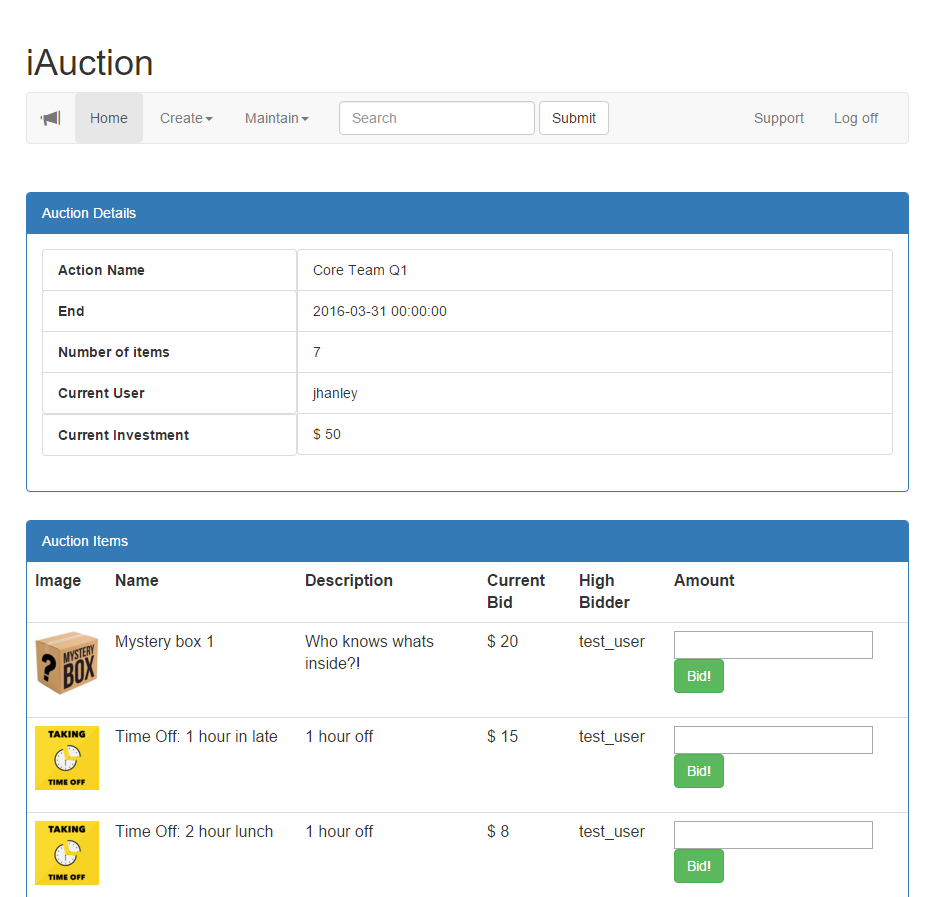 iAuction
Home Create Maintain Search Submit Support Log off
Auction Details
Action Name Core Team Q1
End 2016-03-31 00:00:00
Number of items 7
Current User jhanley
Current Investment $ 50
Auction Items
Image Name Description Current Bid High Bidder Amount
? MYSTERY BOX
Mystery box 1 Who knows whats inside?! $ 20 test_user
Bid!
TAKING TIME OFF
Time Off: 1 hour in late 1 hour off $ 15 test_user
Bid!
TAKING TIME OFF
Time Off: 2 hour lunch 1 hour off $ 8 test_user
Bid!